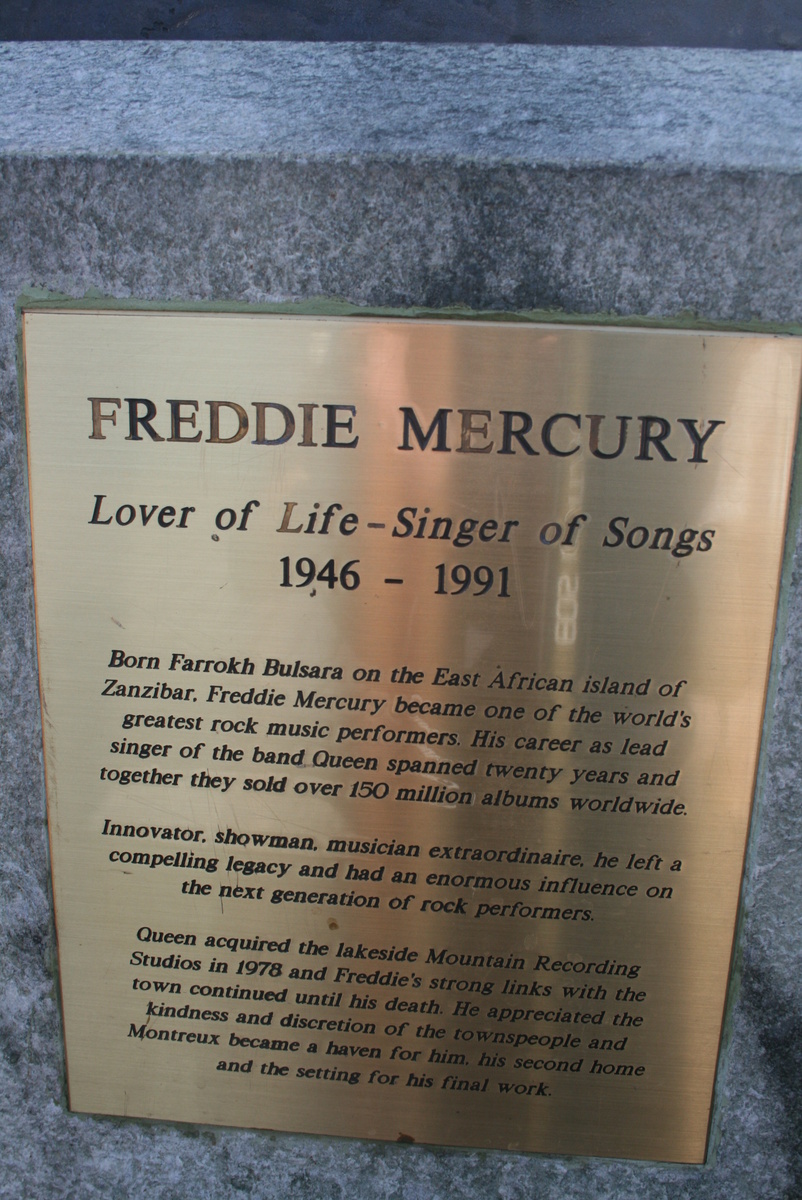 FREDDIE MERCURY
Lover of Life – Singer of Songs
1946 – 1991
Born Farrokh Bulsara on the East African island of
Zanzibar, Freddie Mercury became one of the world's
greatest rock music performers. His career as lead
singer of the band Queen spanned twenty years and
together they sold over 150 million albums worldwide.
Innovator, showman, musician extraordinaire, he left a
compelling legacy and had an enormous influence on
the next generation of rock performers.
Queen acquired the lakeside Mountain Recording
Studios in 1978 and Freddie's strong links with the
town continued until his death. He appreciated the
kindness and discretion of the townspeople and
Montreux became a haven for him, his second home
and the setting for his final work.